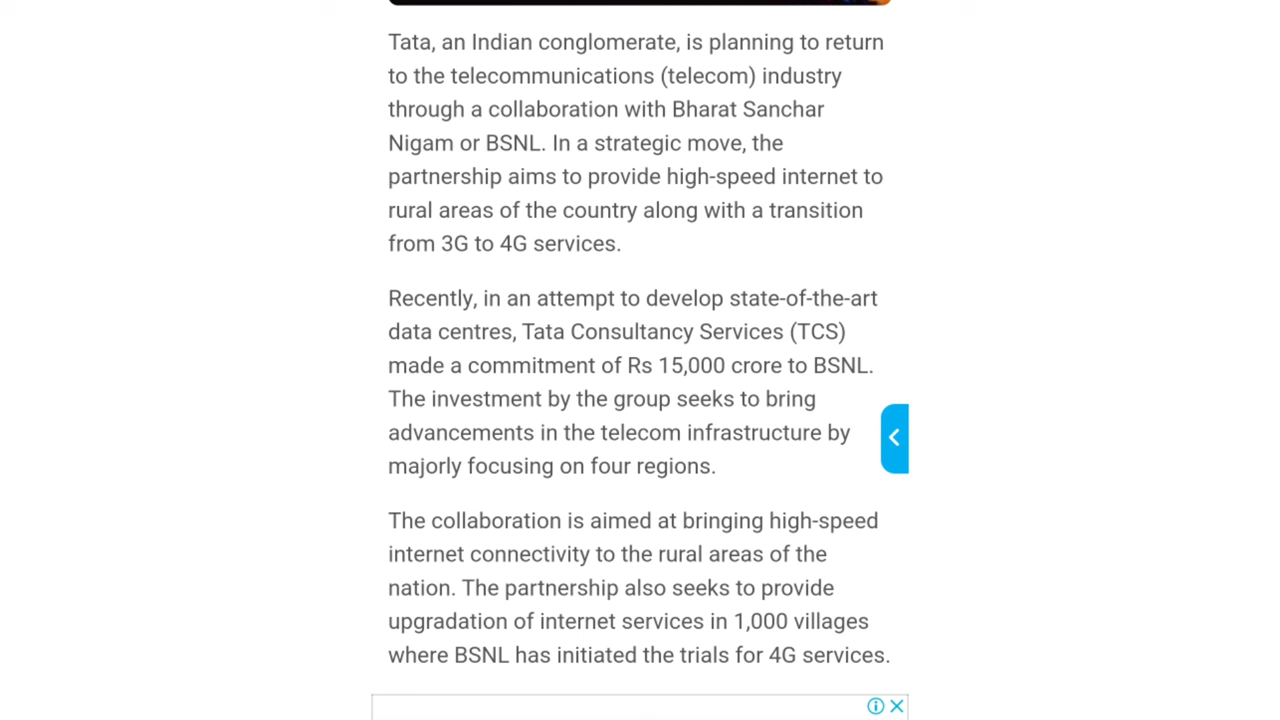 Tata, an Indian conglomerate, is planning to return
to the telecommunications (telecom) industry
through a collaboration with Bharat Sanchar
Nigam or BSNL. In a strategic move, the
partnership aims to provide high-speed internet to
rural areas of the country along with a transition
from 3G to 4G services.
Recently, in an attempt to develop state-of-the-art
data centres, Tata Consultancy Services (TCS)
made a commitment of Rs 15,000 crore to BSNL.
The investment by the group seeks to bring
advancements in the telecom infrastructure by
majorly focusing on four regions.
The collaboration is aimed at bringing high-speed
internet connectivity to the rural areas of the
nation. The partnership also seeks to provide
upgradation of internet services in 1,000 villages
where BSNL has initiated the trials for 4G services.